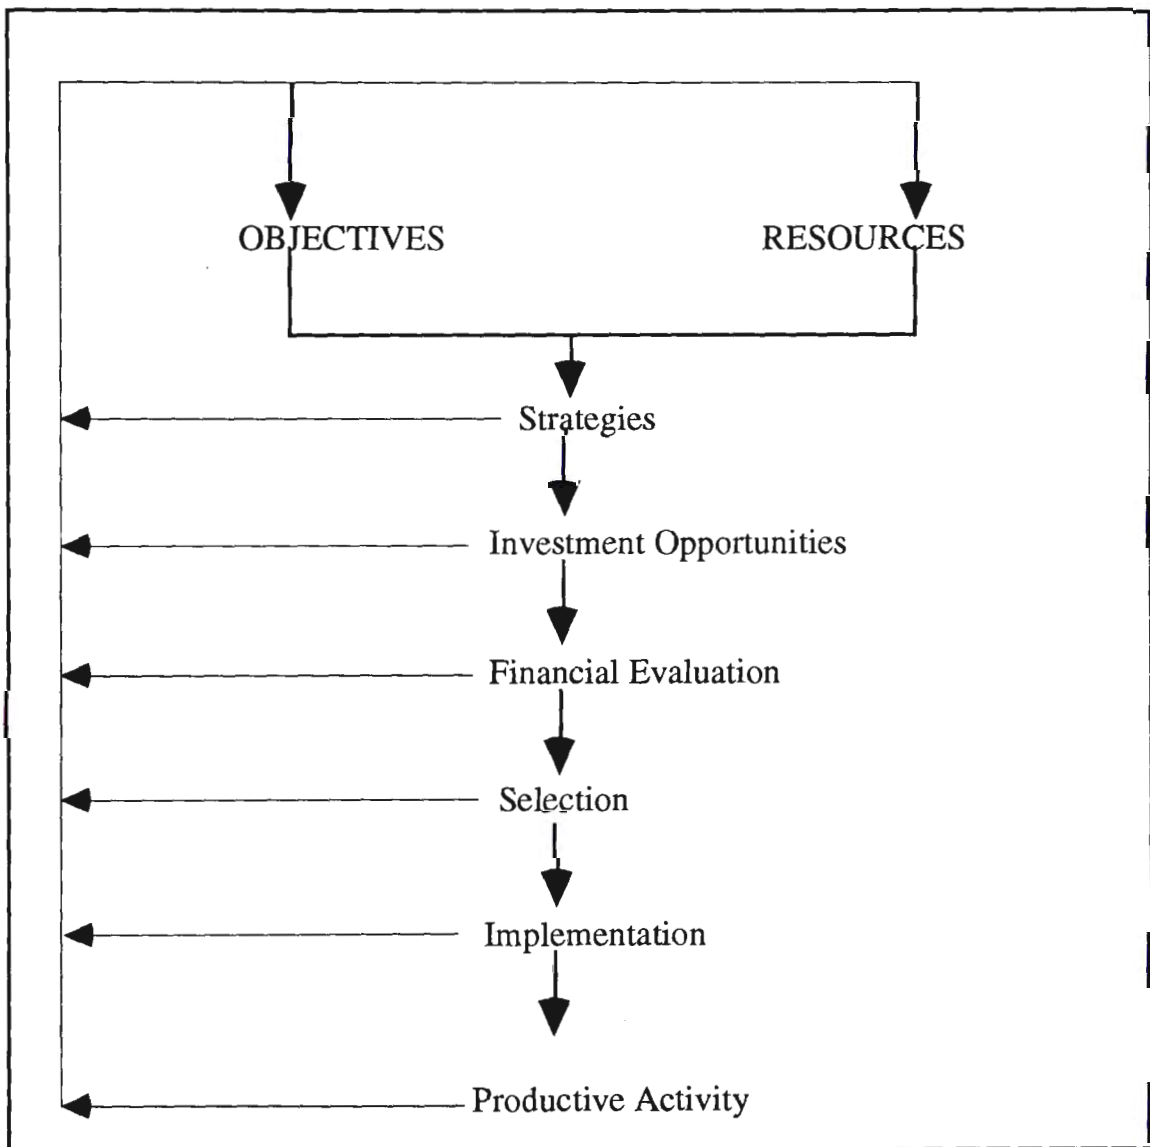 OBJECTIVES RESOURCES
Strategies
Investment Opportunities
Financial Evaluation
Selection
Implementation
Productive Activity